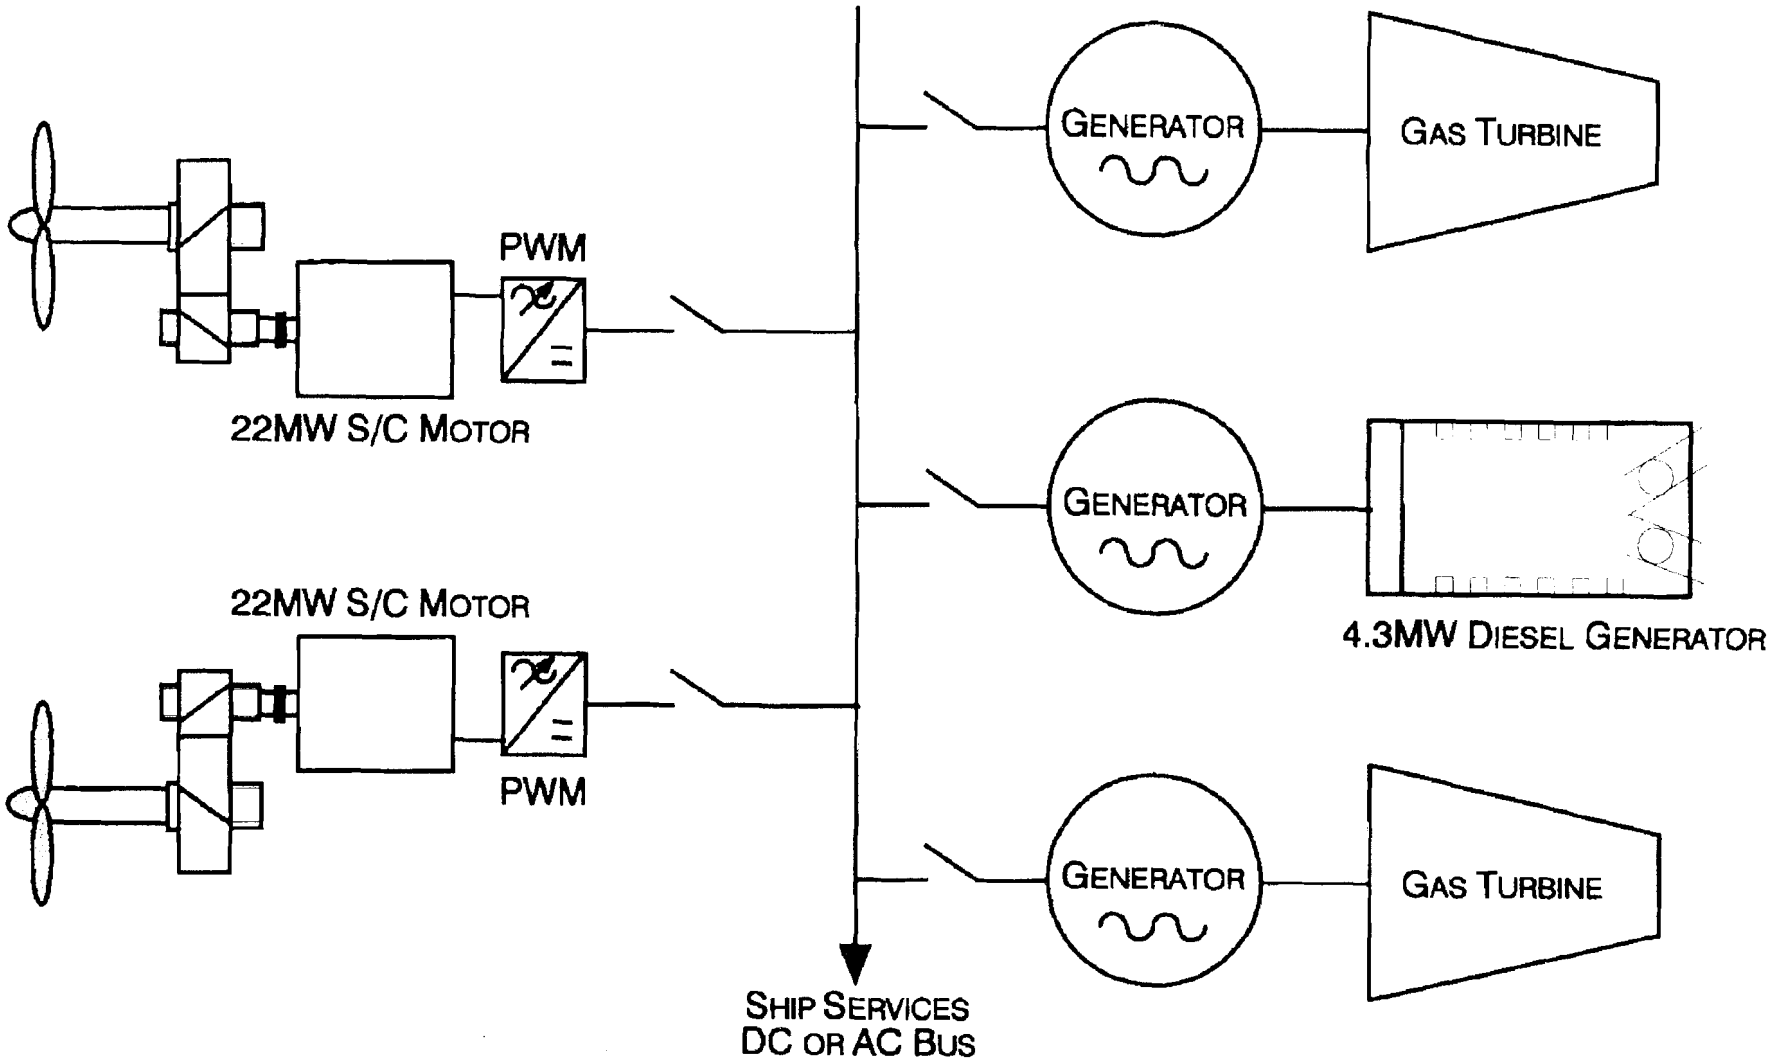 GENERATOR
GAS TURBINE
PWM
22MW S/C MOTOR
GENERATOR
4.3MW DIESEL GENERATOR
22MW S/C MOTOR
PWM
GENERATOR
GAS TURBINE
SHIP SERVICES
DC OR AC BUS